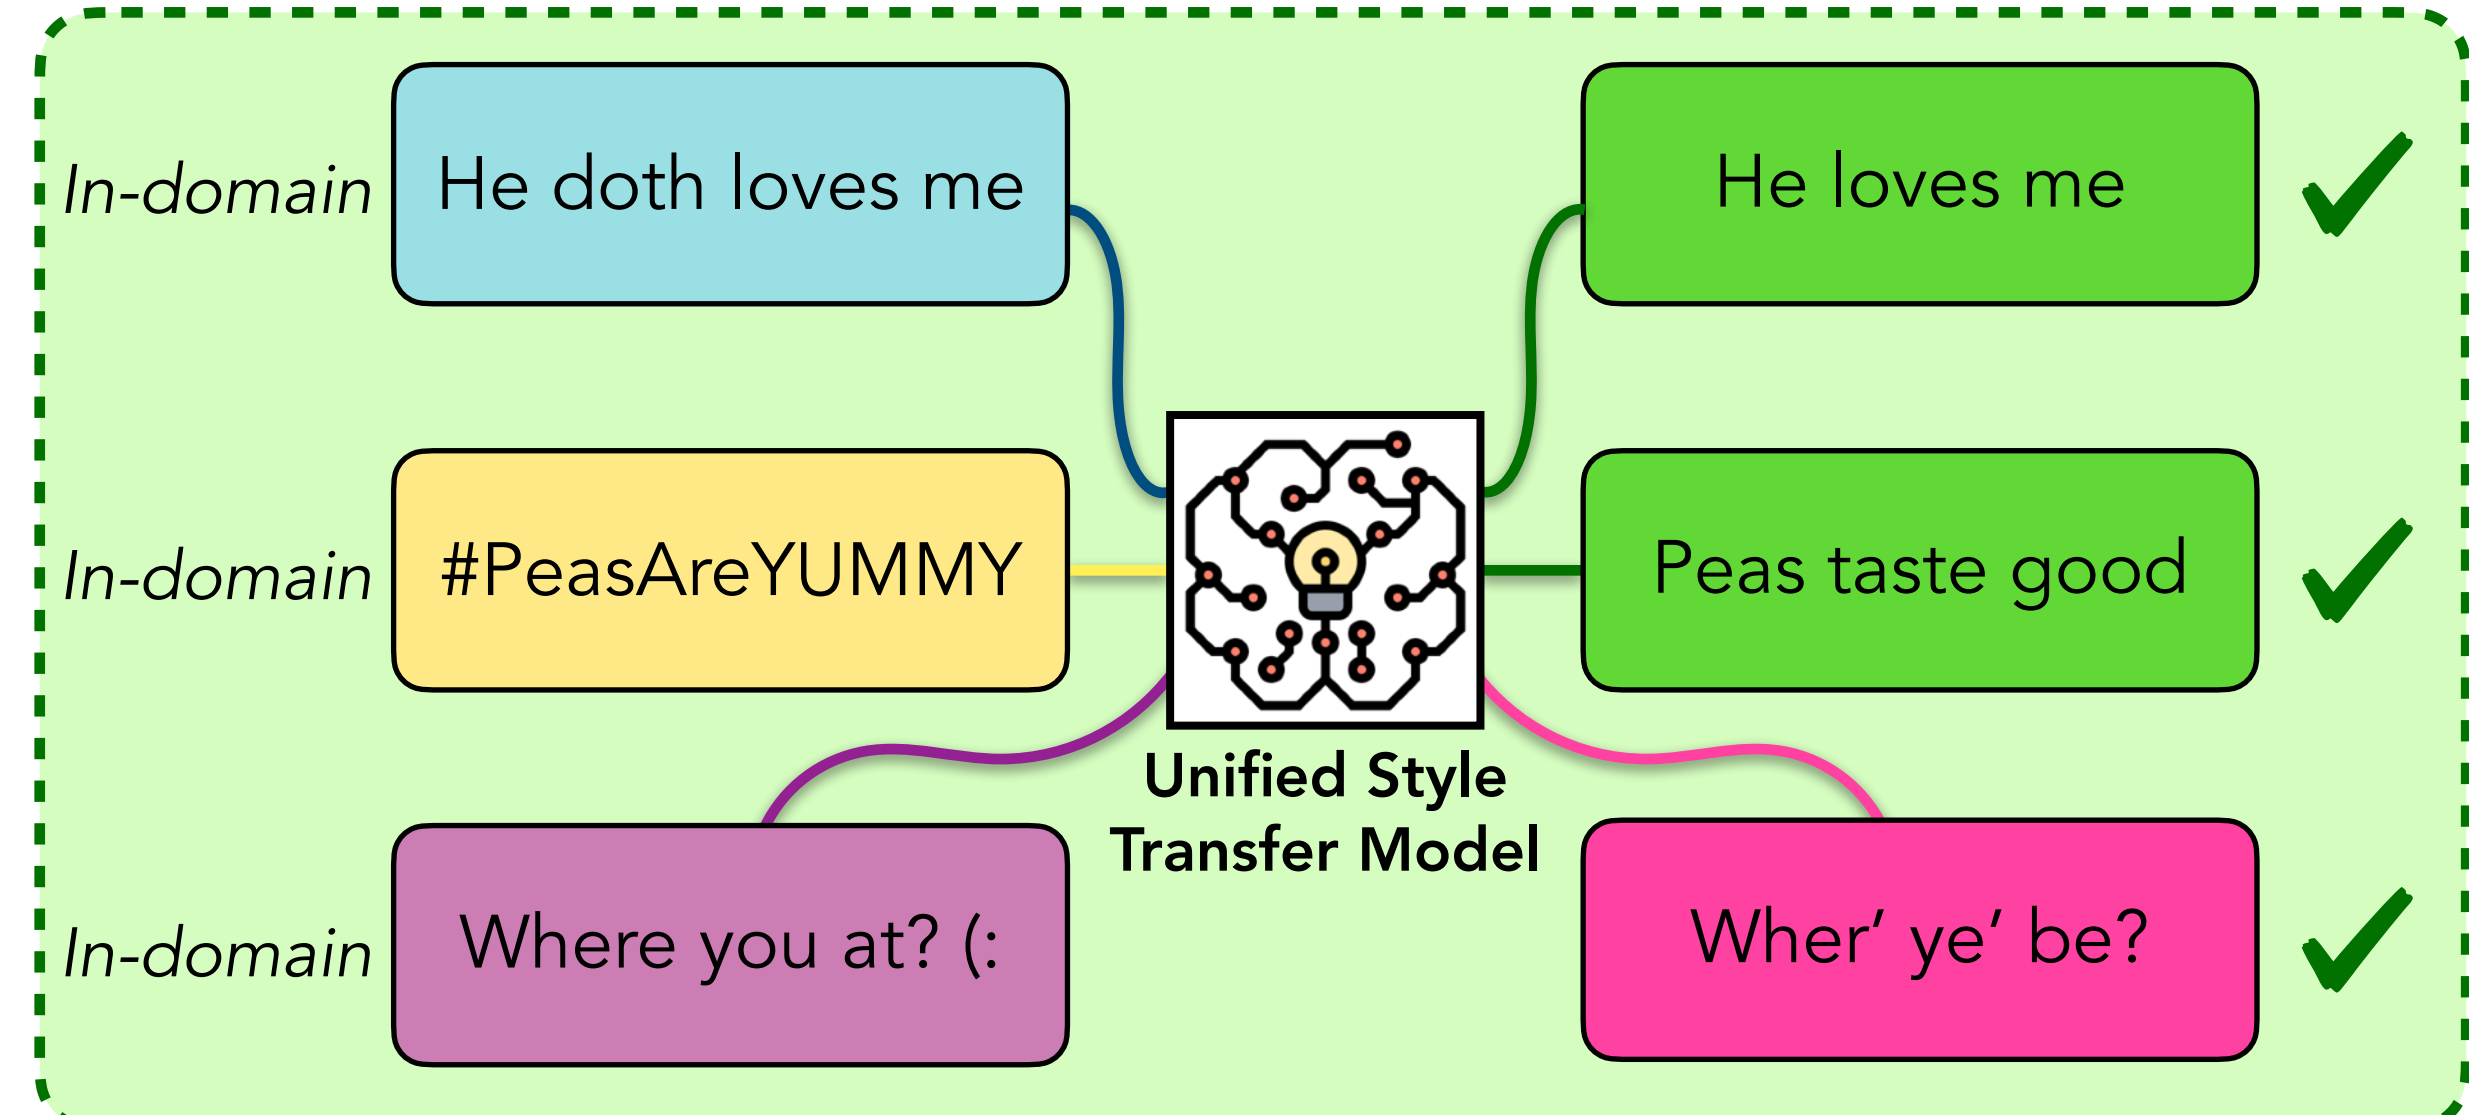 In-domain
He doth loves me
He loves me
In-domain
#PeasAreYUMMY
Peas taste good
Unified Style
Transfer Model
In-domain
Where you at? (:
Wher’ ye’ be?